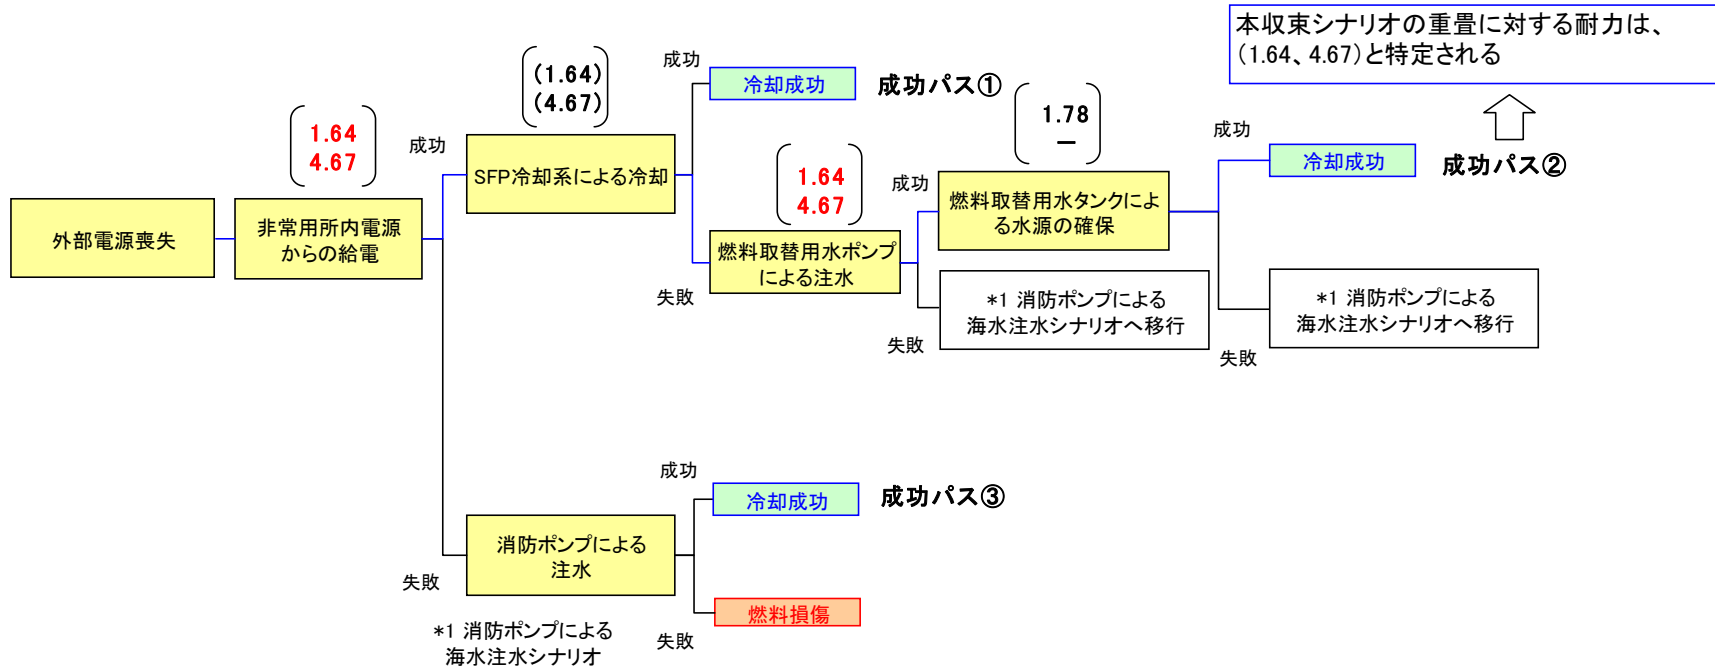 本収束シナリオの重畳に対する耐力は、
(1.64、4.67)と特定される
成功
(1.64)
(4.67)
冷却成功
成功パス①
1.78
―
1.64
4.67
成功
成功
SFP冷却系による冷却
1.64
4.67
成功
冷却成功
成功パス②
外部電源喪失
非常用所内電源
からの給電
燃料取替用水タンクによ
る水源の確保
燃料取替用水ポンプ
による注水
失敗
*1 消防ポンプによる
海水注水シナリオへ移行
失敗
*1 消防ポンプによる
海水注水シナリオへ移行
失敗
成功
冷却成功
成功パス③
消防ポンプによる
注水
失敗
燃料損傷
失敗
*1 消防ポンプによる
海水注水シナリオ